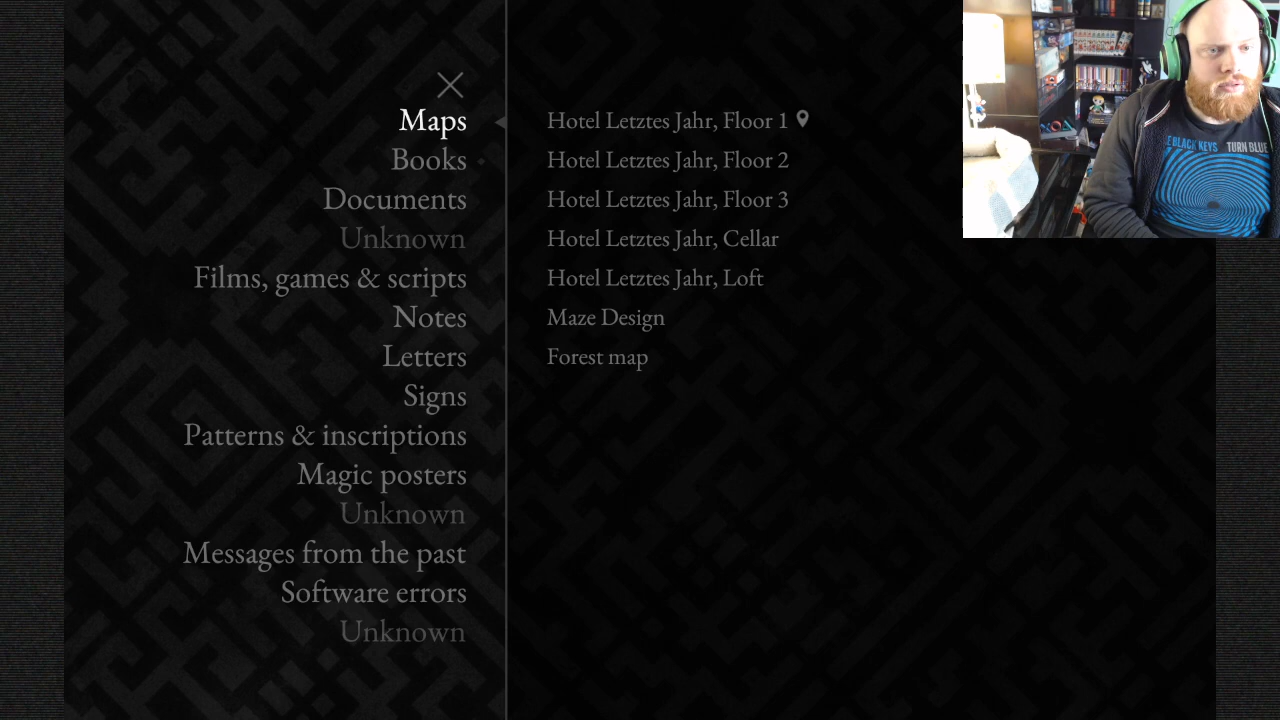 Maps
Books
Documents
Unknown
Films, games & scripts
Notes
Letters
Signs
Patterns & inscriptions
Magic posters
Unknown
Messages from the past
Software errors
Unknown
Hotel Letztes Jahr, Floor 1
Hotel Letztes Jahr, Floor 2
Hotel Letztes Jahr, Floor 3
Hotel Letztes Jahr, Cellar
Hotel Letztes Jahr, Loft
Maze Design
Forest map
BLACK KEYS TURN BLUE